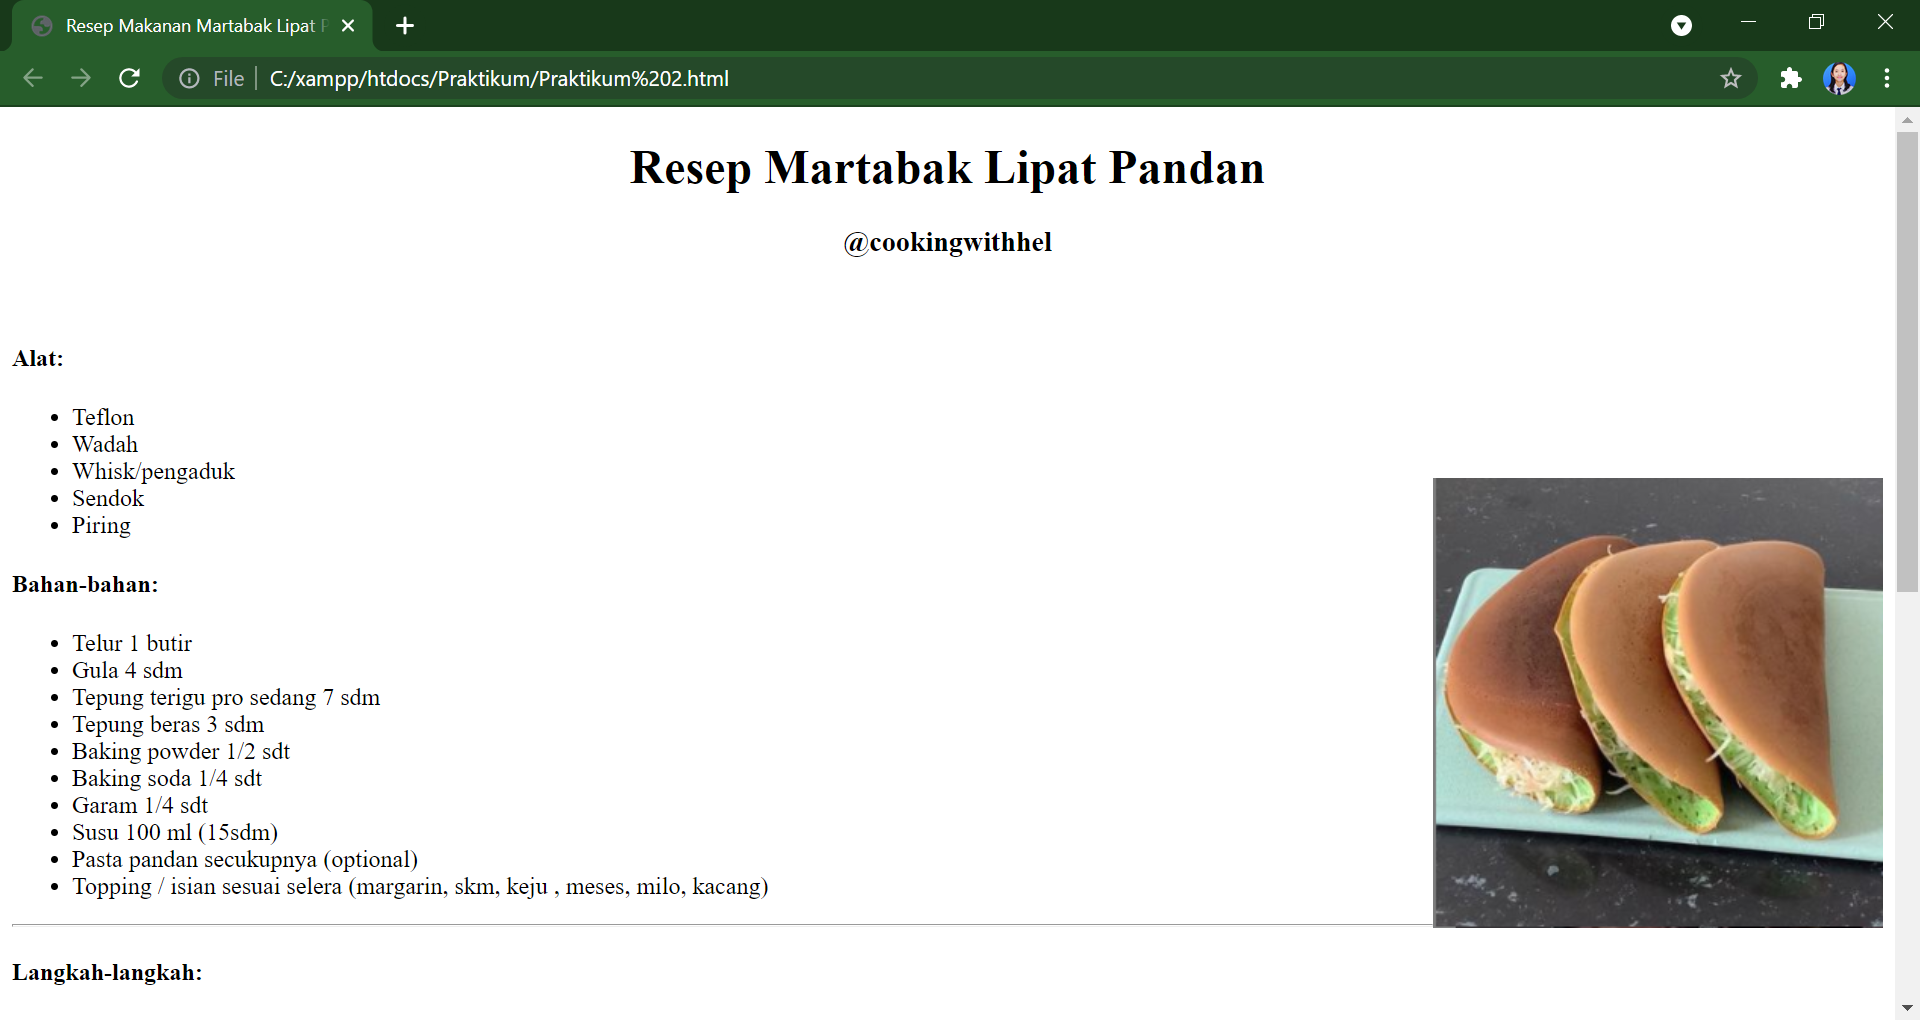 Resep Makanan Martabak Lipat P
File
C:/xampp/htdocs/Praktikum/Praktikum%202.html
Resep Martabak Lipat Pandan
@cookingwithhel
Alat:
Teflon
Wadah
Whisk/pengaduk
Sendok
Piring
Bahan-bahan:
Telur 1 butir
Gula 4 sdm
Tepung terigu pro sedang 7 sdm
Tepung beras 3 sdm
Baking powder 1/2 sdt
Baking soda 1/4 sdt
Garam 1/4 sdt
Susu 100 ml (15sdm)
Pasta pandan secukupnya (optional)
Topping / isian sesuai selera (margarin, skm, keju , meses, milo, kacang)
Langkah-langkah: